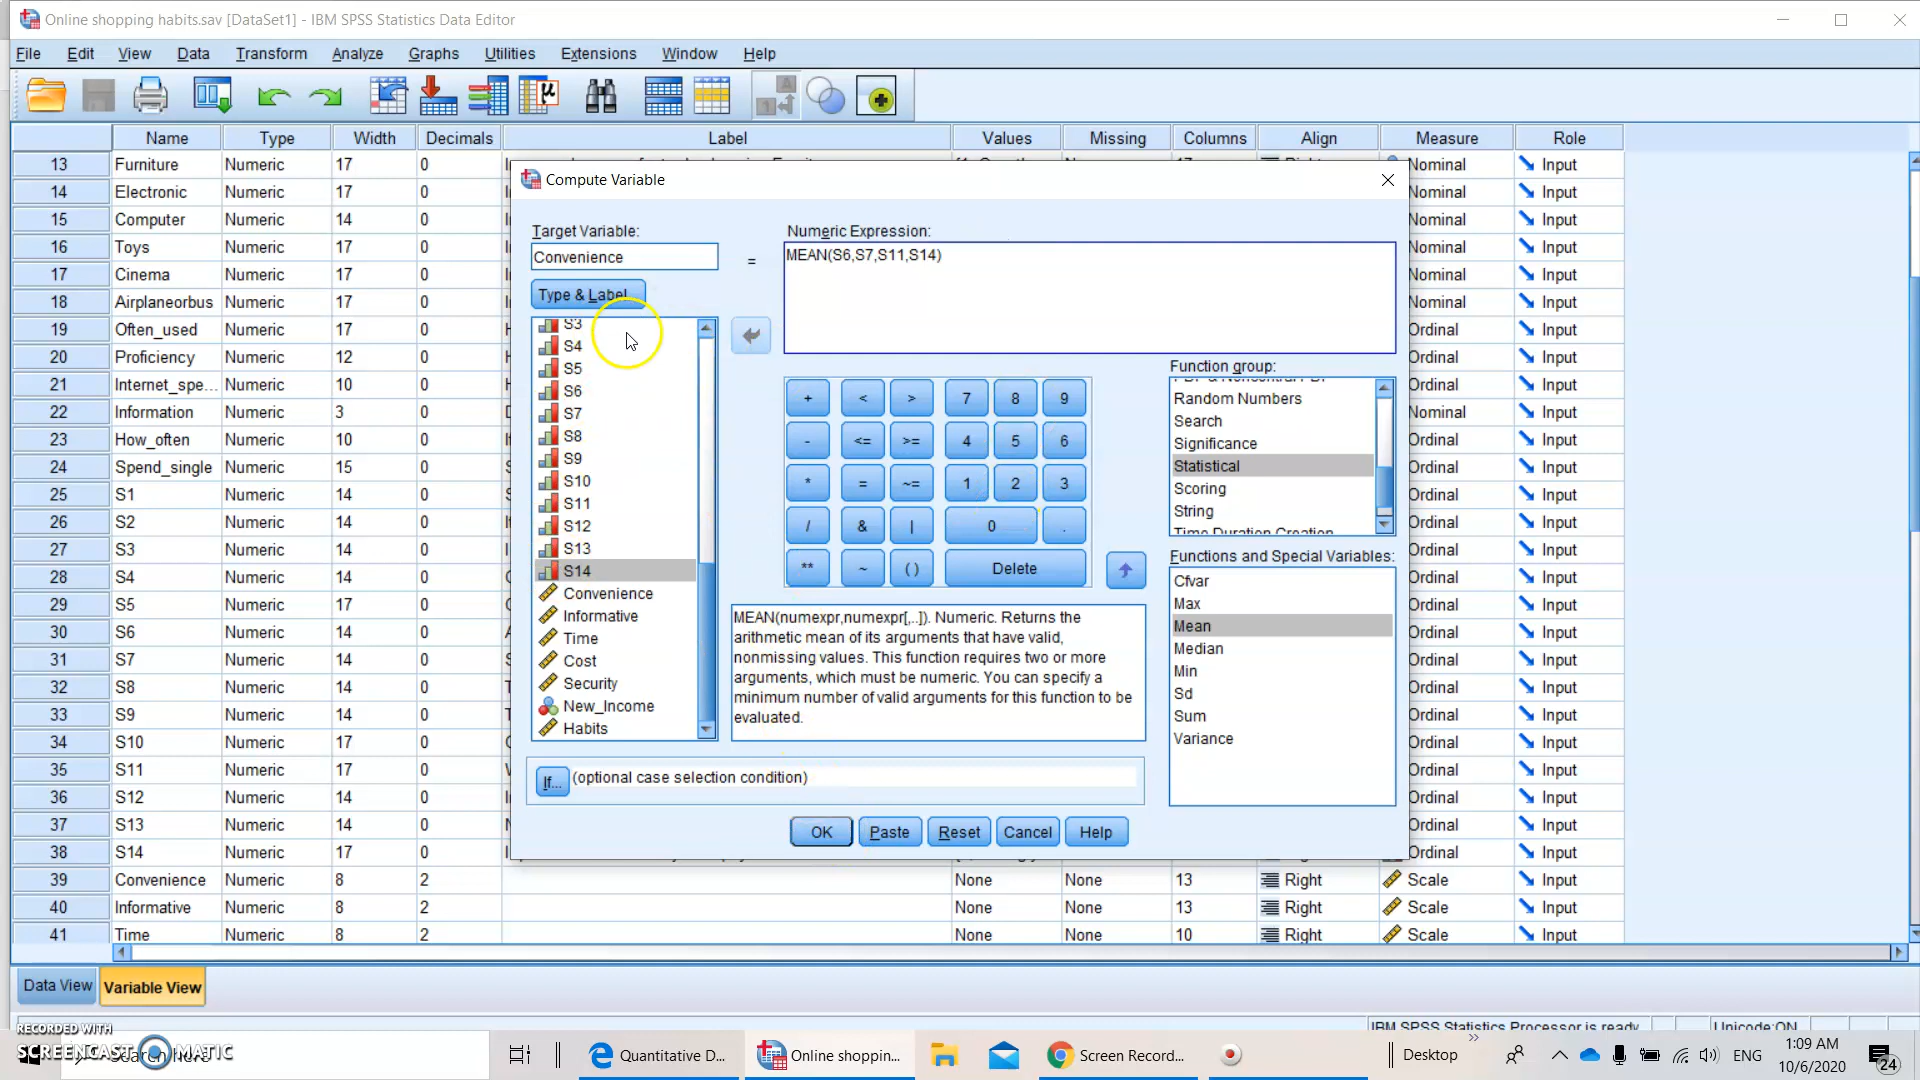 Online shopping habits.sav [DataSet1] - IBM SPSS Statistics Data Editor
File Edit View Data Transform Analyze Graphs Utilities Extensions Window Help
Name Type Width Decimals Label Values Missing Columns Align Measure Role
13 Furniture Numeric 17 0 Nominal Input
14 Electronic Numeric 17 0 Nominal Input
15 Computer Numeric 14 0 Nominal Input
16 Toys Numeric 17 0 Nominal Input
17 Cinema Numeric 14 0 Nominal Input
18 Airplaneorbus Numeric 17 0 Nominal Input
19 Often_used Numeric 17 0 Ordinal Input
20 Proficiency Numeric 12 0 Ordinal Input
21 Internet_spe... Numeric 10 0 Ordinal Input
22 Information Numeric 3 0 Nominal Input
23 How_often Numeric 10 0 Ordinal Input
24 Spend_single Numeric 15 0 Ordinal Input
25 S1 Numeric 14 0 Ordinal Input
26 S2 Numeric 14 0 Ordinal Input
27 S3 Numeric 14 0 Ordinal Input
28 S4 Numeric 14 0 Ordinal Input
29 S5 Numeric 17 0 Ordinal Input
30 S6 Numeric 14 0 Ordinal Input
31 S7 Numeric 14 0 Ordinal Input
32 S8 Numeric 14 0 Ordinal Input
33 S9 Numeric 14 0 Ordinal Input
34 S10 Numeric 17 0 Ordinal Input
35 S11 Numeric 17 0 Ordinal Input
36 S12 Numeric 14 0 Ordinal Input
37 S13 Numeric 14 0 Ordinal Input
38 S14 Numeric 17 0 Ordinal Input
39 Convenience Numeric 8 2 None None 13 Right Scale Input
40 Informative Numeric 8 2 None None 13 Right Scale Input
41 Time Numeric 8 2 None None 10 Right Scale Input
Compute Variable
Target Variable:
Convenience
=
Type & Label...
Numeric Expression:
MEAN(S6,S7,S11,S14)
S3
S4
S5
S6
S7
S8
S9
S10
S11
S12
S13
S14
Convenience
Informative
Time
Cost
Security
New_Income
Habits
+ < > 7 8 9
- <= >= 4 5 6
* = ~= 1 2 3
/ & | 0 .
** ~ ( ) Delete
Function group:
Random Numbers
Search
Significance
Statistical
Scoring
String
Time Duration Creation
Functions and Special Variables:
Cfvar
Max
Mean
Median
Min
Sd
Sum
Variance
MEAN(numexpr,numexpr[,..]). Numeric. Returns the
arithmetic mean of its arguments that have valid,
nonmissing values. This function requires two or more
arguments, which must be numeric. You can specify a
minimum number of valid arguments for this function to be
evaluated.
If... (optional case selection condition)
OK Paste Reset Cancel Help
Data View Variable View
IBM SPSS Statistics Processor is ready Unicode:ON
RECORDED WITH
SCREENCAST MATIC
Quantitative D... Online shoppin... Screen Record... Desktop ENG
1:09 AM
10/6/2020
24